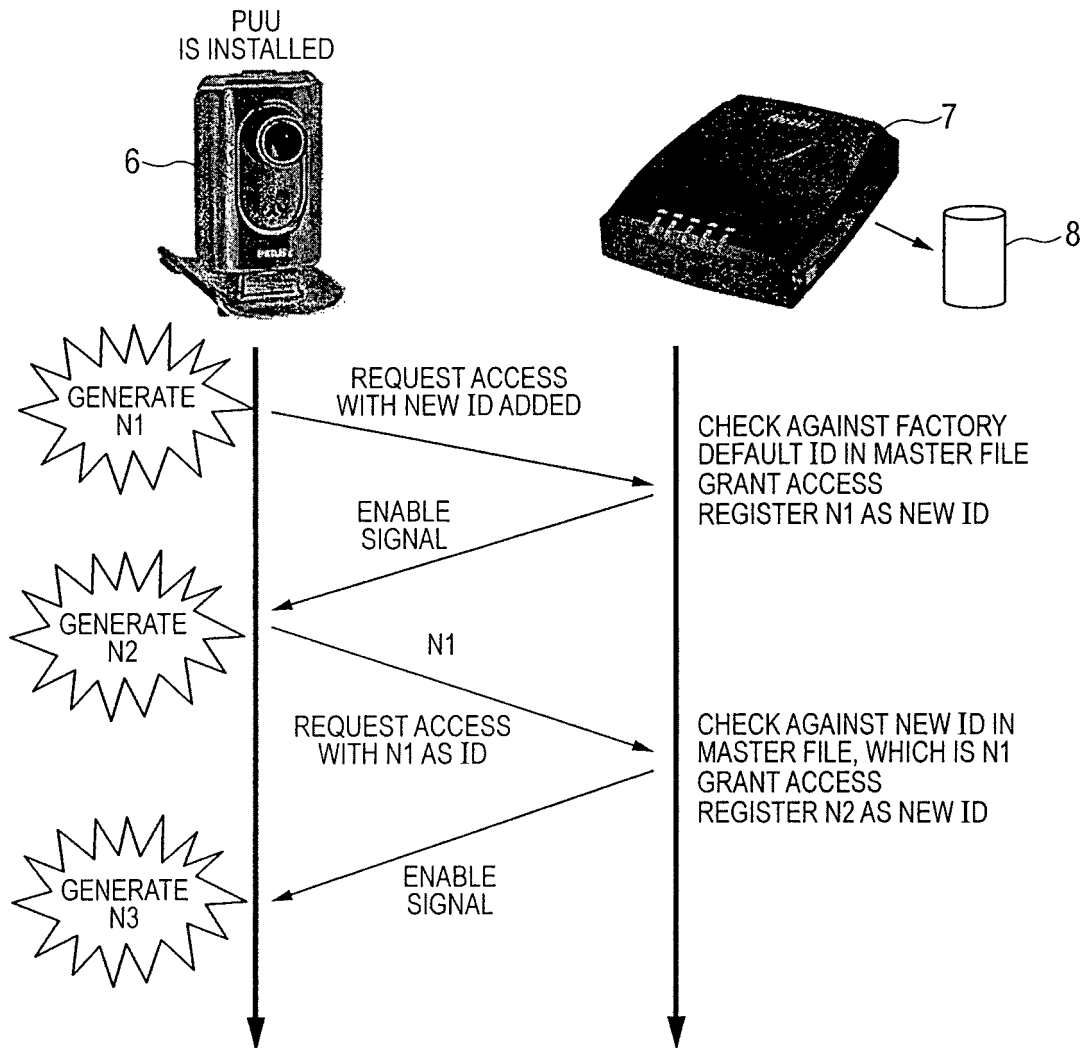 PUU
IS INSTALLED
6
7
8
GENERATE
N1
REQUEST ACCESS
WITH NEW ID ADDED
CHECK AGAINST FACTORY
DEFAULT ID IN MASTER FILE
GRANT ACCESS
REGISTER N1 AS NEW ID
ENABLE
SIGNAL
GENERATE
N2
N1
REQUEST ACCESS
WITH N1 AS ID
CHECK AGAINST NEW ID IN
MASTER FILE, WHICH IS N1
GRANT ACCESS
REGISTER N2 AS NEW ID
GENERATE
N3
ENABLE
SIGNAL